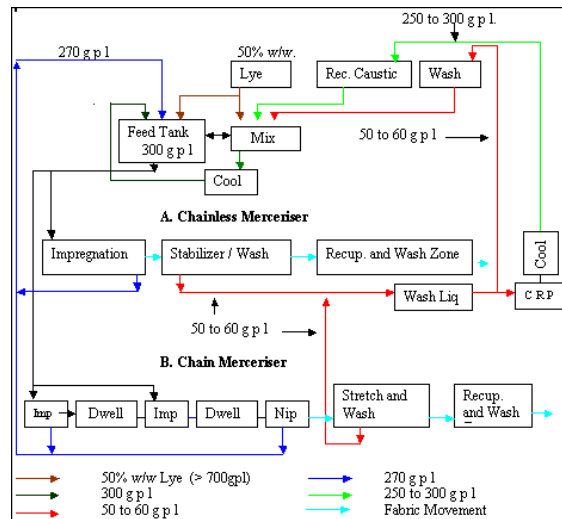 250 to 300 g p l.
270 g p l
50% w/w.
Lye
Rec. Caustic
Wash
Feed Tank
300 g p l
Mix
50 to 60 g p l
Cool
A. Chainless Merceriser
Impregnation
Stabilizer / Wash
Recup. and Wash Zone
Cool
Wash Liq
C R P
50 to 60 g p l
B. Chain Merceriser
Imp
Dwell
Imp
Dwell
Nip
Stretch and
Wash
Recup.
and Wash
50% w/w Lye (> 700gpl)
270 g p l
300 g p l
250 to 300 g p l
50 to 60 g p l
Fabric Movement